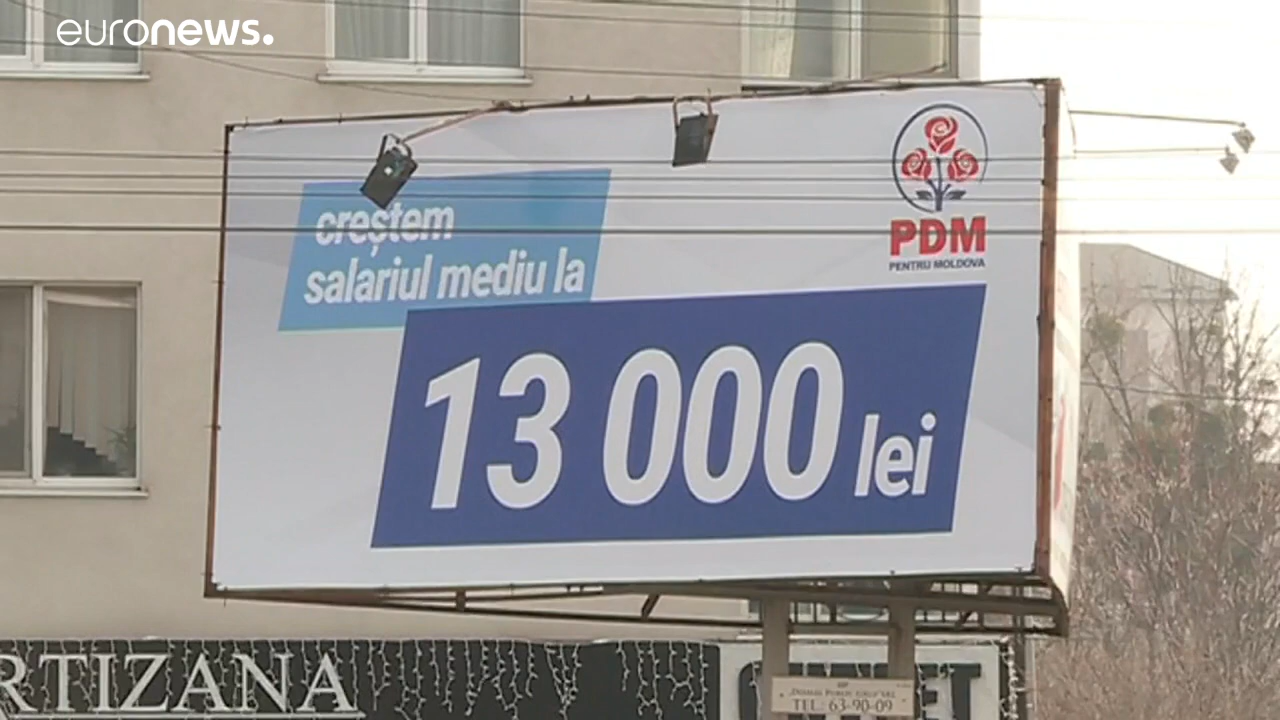 euronews.
creștem
salariul mediu la
13 000 lei
PDM
PENTRU MOLDOVA
RTIZANA
TEL: 63-90-09